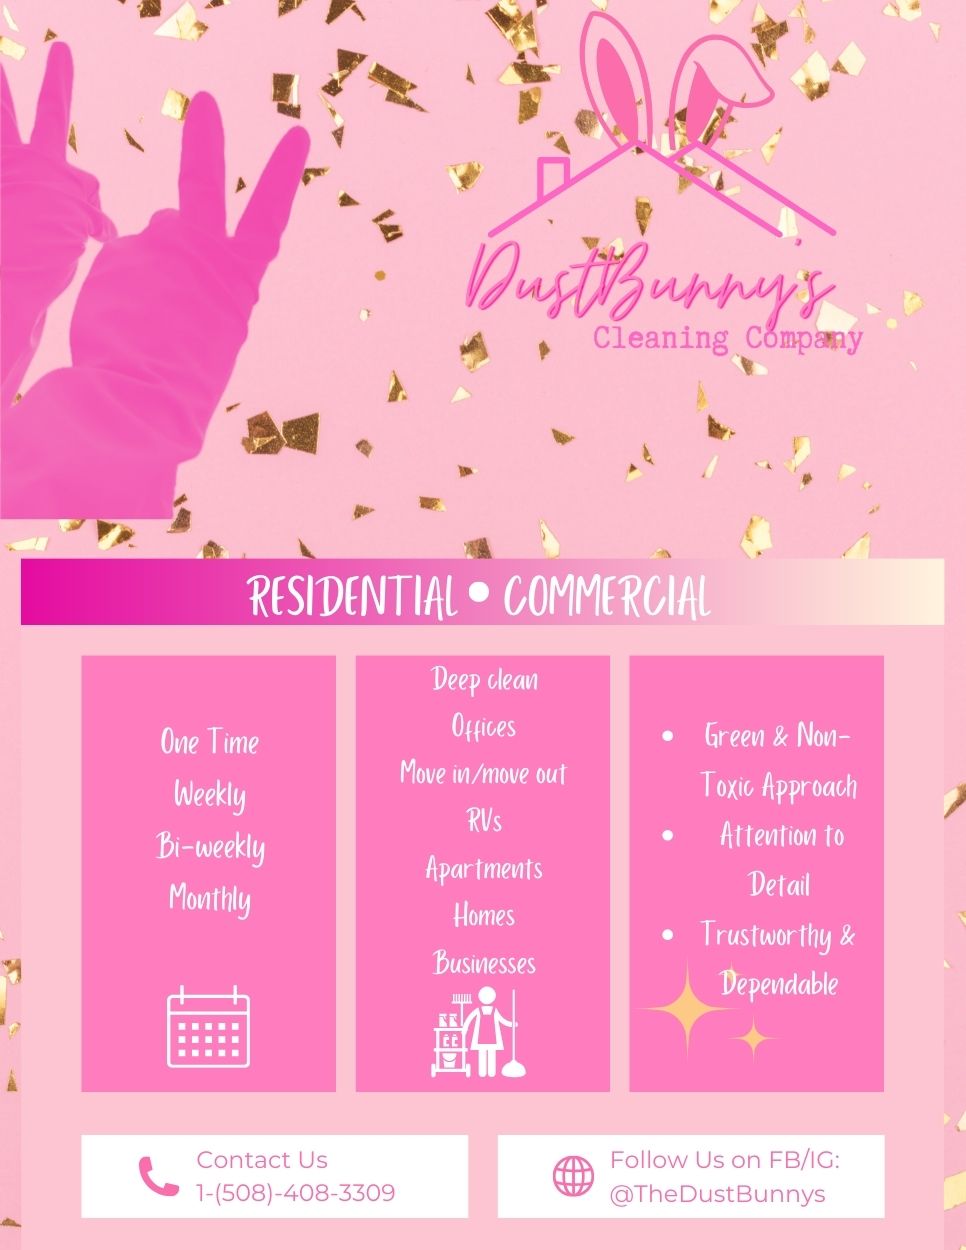 DustBunny's
Cleaning Company
RESIDENTIAL • COMMERCIAL
One Time
Weekly
Bi-weekly
Monthly
Deep clean
Offices
Move in/move out
RVs
Apartments
Homes
Businesses
• Green & Non-
Toxic Approach
• Attention to
Detail
• Trustworthy &
Dependable
Contact Us
1-(508)-408-3309
Follow Us on FB/IG:
@TheDustBunnys